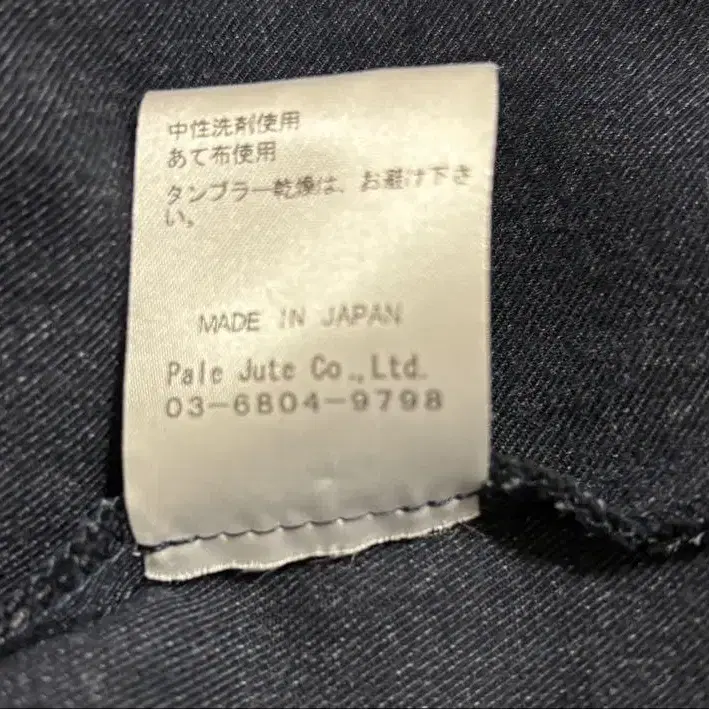 中性洗剤使用
あて布使用
タンブラー乾燥は、お避け下さ
い。
MADE IN JAPAN
Pale Jute Co.,Ltd.
03-6804-9798